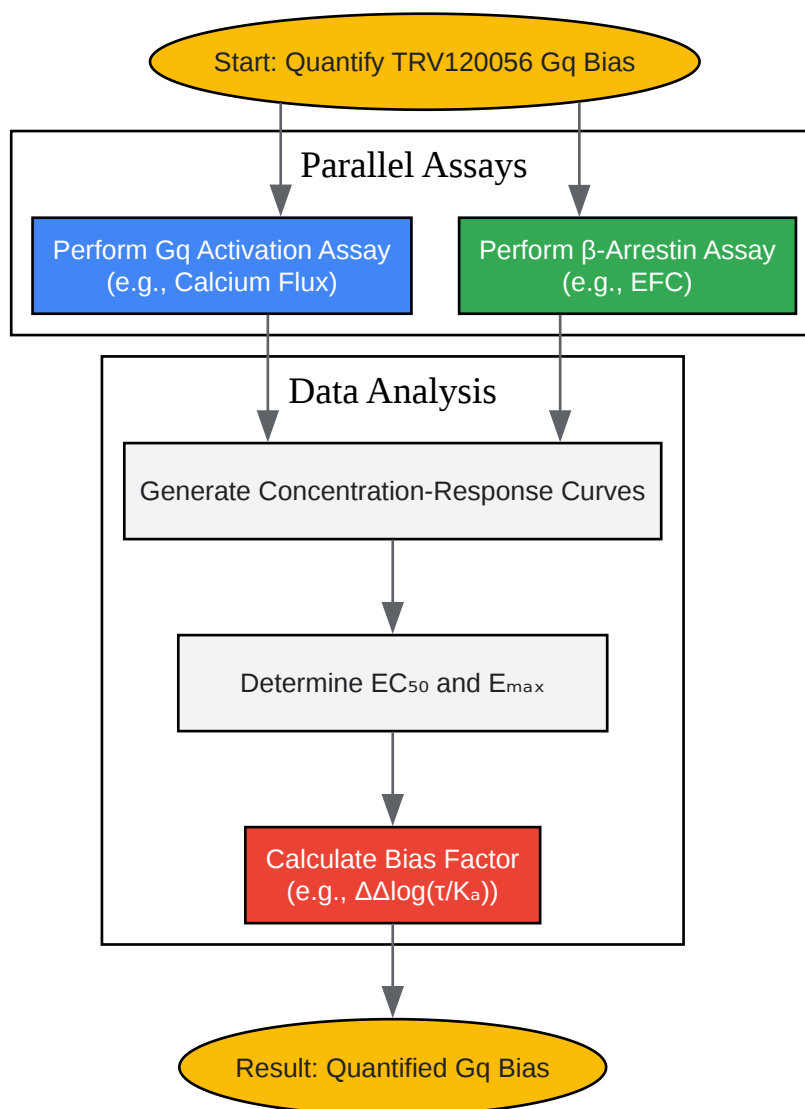 Start: Quantify TRV120056 Gq Bias
Parallel Assays
Perform Gq Activation Assay
(e.g., Calcium Flux)
Perform β-Arrestin Assay
(e.g., EFC)
Data Analysis
Generate Concentration-Response Curves
Determine EC₅₀ and Eₘₐₓ
Calculate Bias Factor
(e.g., ΔΔlog(τ/Kₐ))
Result: Quantified Gq Bias